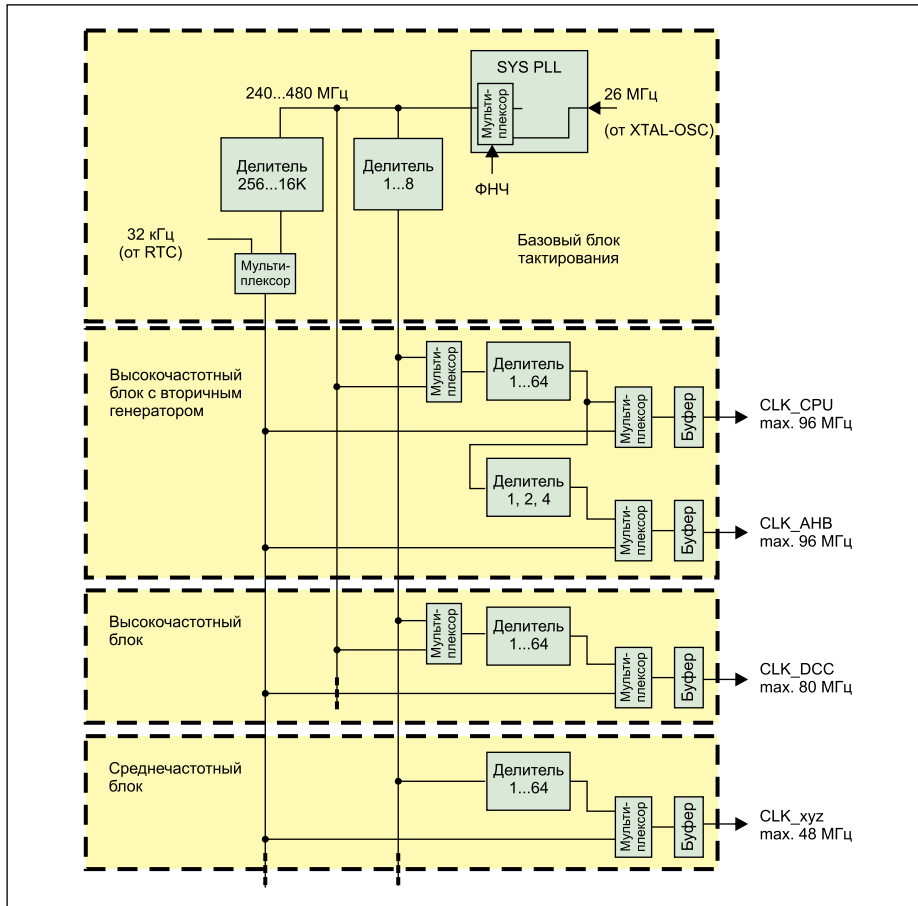 SYS PLL
240...480 МГц
Мульти-
плексор
26 МГц
(от XTAL-OSC)
Делитель
256...16K
Делитель
1...8
ФНЧ
32 кГц
(от RTC)
Мульти-
плексор
Базовый блок
тактирования
Высокочастотный
блок с вторичным
генератором
Мульти-
плексор
Делитель
1...64
Мульти-
плексор
Буфер
CLK_CPU
max. 96 МГц
Делитель
1, 2, 4
Мульти-
плексор
Буфер
CLK_AHB
max. 96 МГц
Высокочастотный
блок
Мульти-
плексор
Делитель
1...64
Мульти-
плексор
Буфер
CLK_DCC
max. 80 МГц
Среднечастотный
блок
Делитель
1...64
Мульти-
плексор
Буфер
CLK_xyz
max. 48 МГц